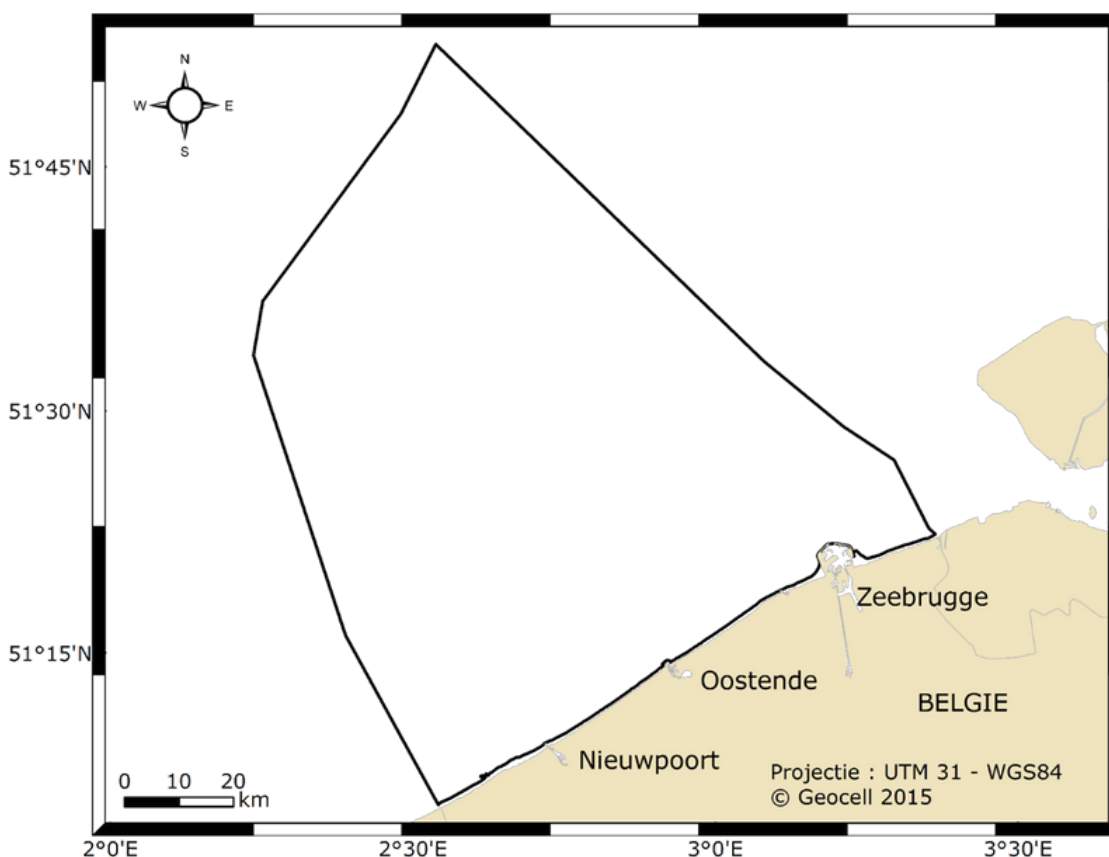 N
W E
S
51°45'N
51°30'N
51°15'N
Zeebrugge
Oostende
BELGIE
Nieuwpoort
Projectie : UTM 31 - WGS84
© Geocell 2015
0 10 20
km
2°0'E 2°30'E 3°0'E 3°30'E